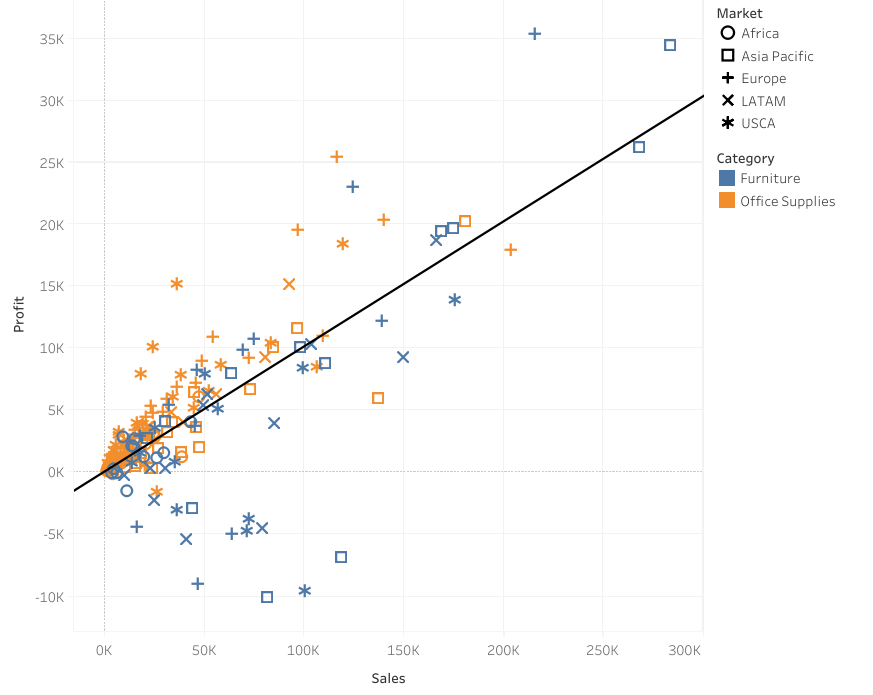 Market
Africa
Asia Pacific
Europe
LATAM
USCA
Category
Furniture
Office Supplies
35K
30K
25K
20K
15K
10K
5K
0K
-5K
-10K
Profit
0K 50K 100K 150K 200K 250K 300K
Sales